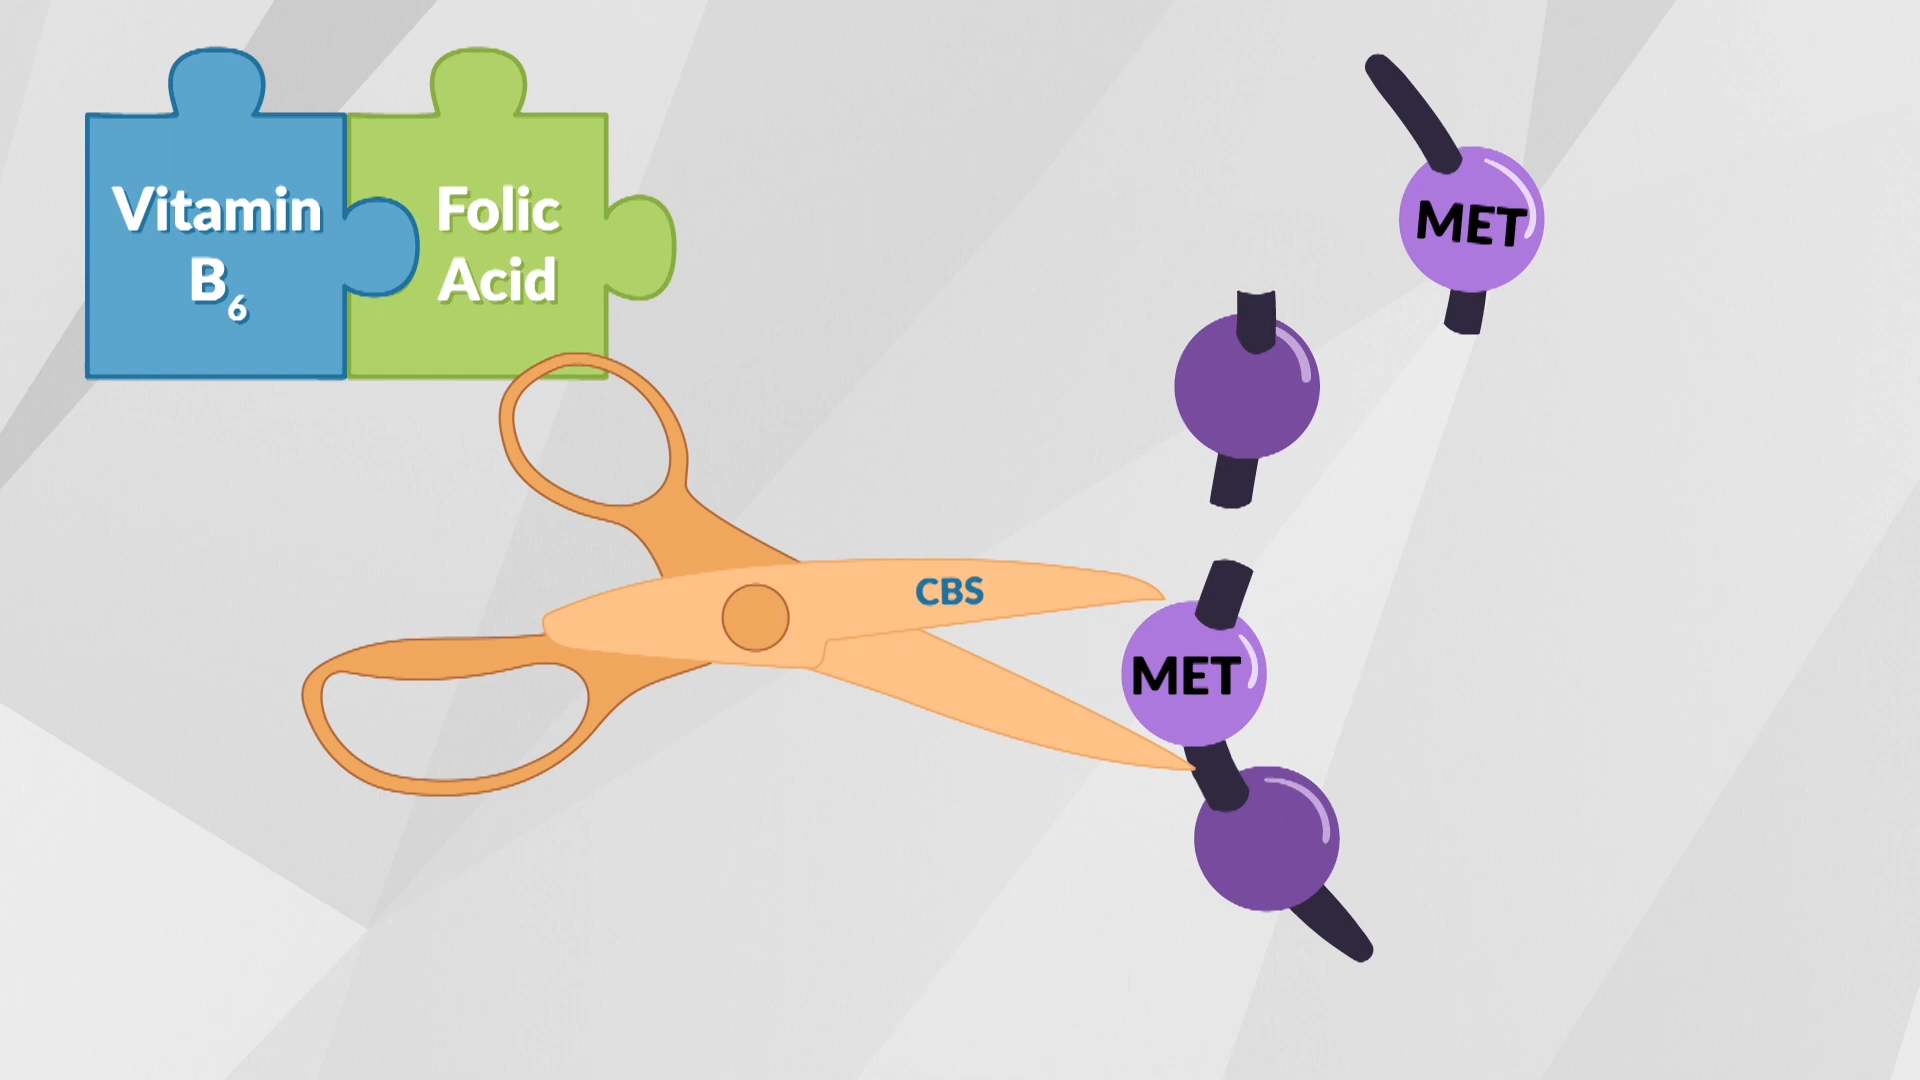 Vitamin
B₆
Folic
Acid
MET
CBS
MET